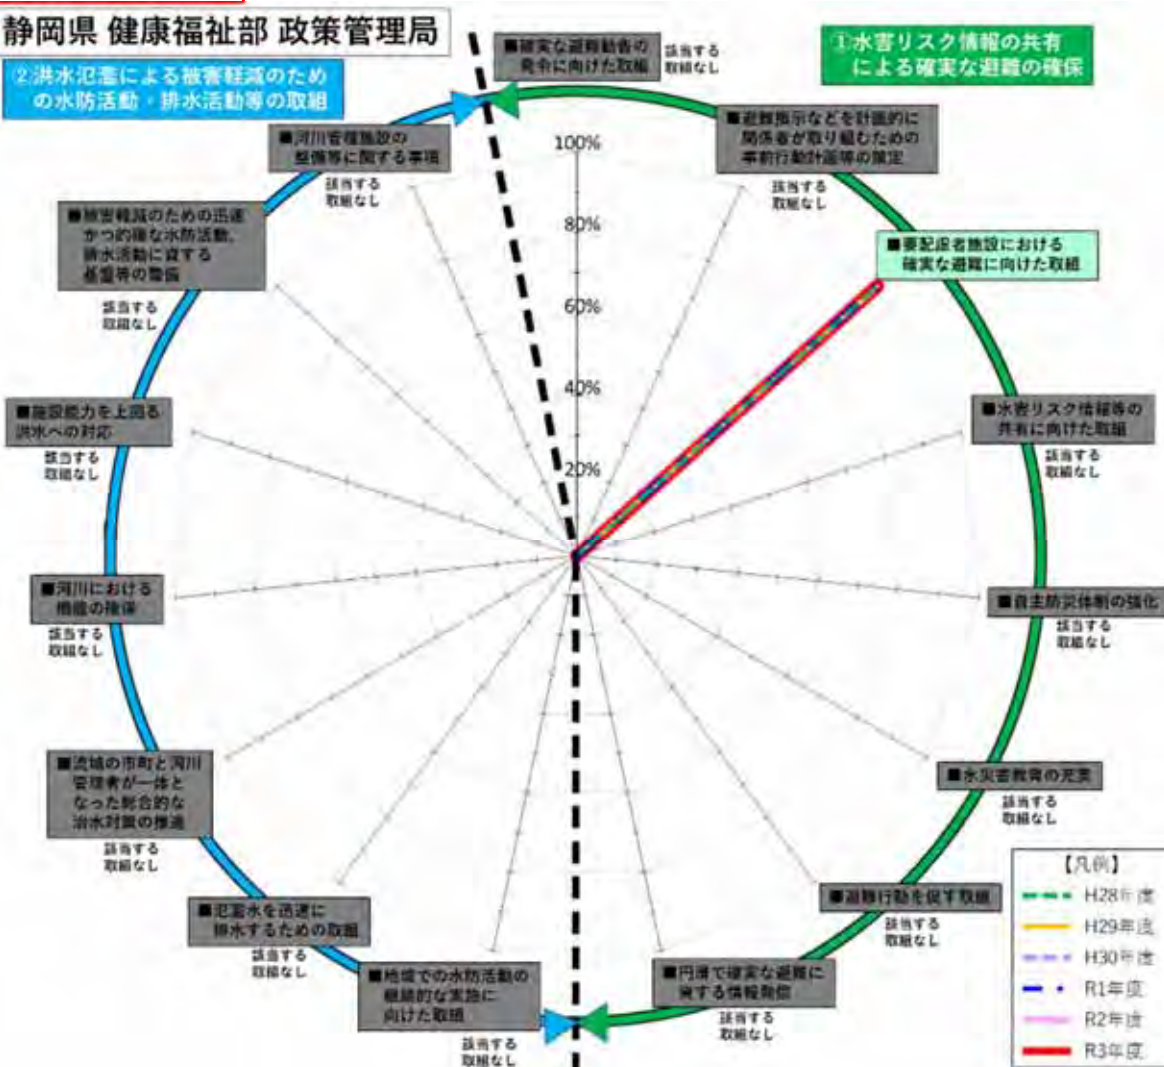 静岡県 健康福祉部 政策管理局
②洪水氾濫による被害軽減のため
の水防活動・排水活動等の取組
①水害リスク情報の共有
による確実な避難の確保
■確実な避難勧告の
発令に向けた取組
該当する
取組なし
■避難指示などを計画的に
関係者が取り組むための
事前行動計画等の策定
該当する
取組なし
■要配慮者施設における
確実な避難に向けた取組
■水害リスク情報等の
共有に向けた取組
該当する
取組なし
■自主防災体制の強化
該当する
取組なし
■水災害教育の充実
該当する
取組なし
■避難行動を促す取組
該当する
取組なし
■円滑で確実な避難に
資する情報発信
該当する
取組なし
■地域での水防活動の
継続的な実施に
向けた取組
該当する
取組なし
■氾濫水を迅速に
排水するための取組
該当する
取組なし
■流域の市町と河川
管理者が一体と
なった総合的な
治水対策の推進
該当する
取組なし
■河川における
機能の確保
該当する
取組なし
■施設能力を上回る
洪水への対応
該当する
取組なし
■被害軽減のための迅速
かつ的確な水防活動、
排水活動に資する
基盤等の整備
該当する
取組なし
■河川管理施設の
整備等に関する事項
該当する
取組なし
100%
80%
60%
40%
20%
【凡例】
H28年度
H29年度
H30年度
R1年度
R2年度
R3年度